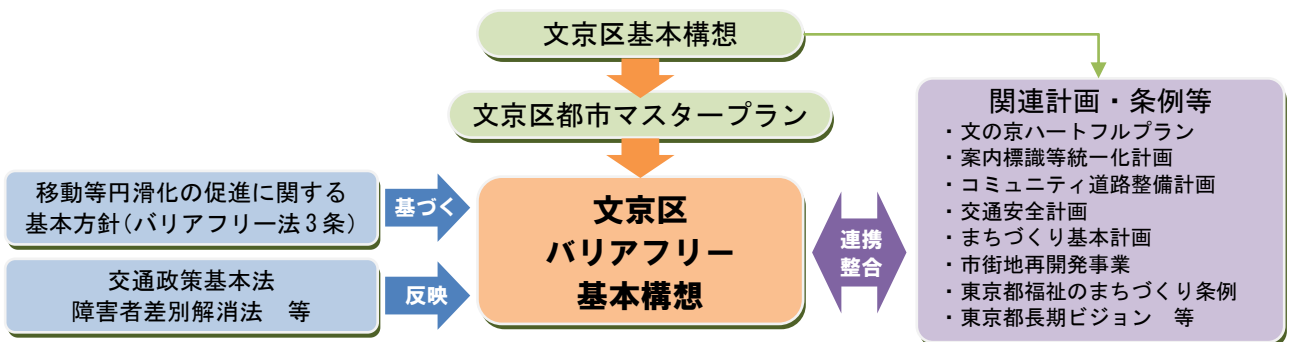 文京区基本構想
文京区都市マスタープラン
移動等円滑化の促進に関する
基本方針（バリアフリー法３条）
基づく
交通政策基本法
障害者差別解消法　等
反映
文京区
バリアフリー
基本構想
連携
整合
関連計画・条例等
・文の京ハートフルプラン
・案内標識等統一化計画
・コミュニティ道路整備計画
・交通安全計画
・まちづくり基本計画
・市街地再開発事業
・東京都福祉のまちづくり条例
・東京都長期ビジョン　等